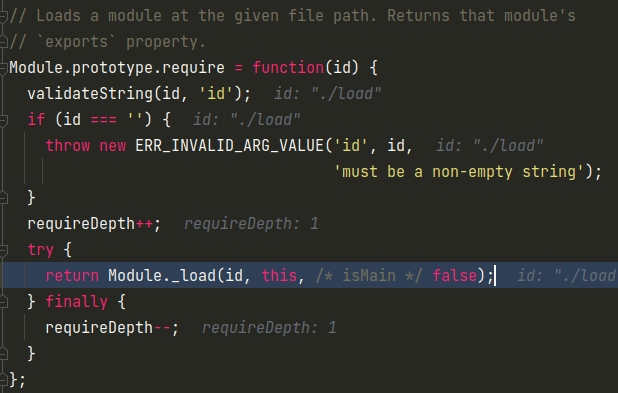 // Loads a module at the given file path. Returns that module's
// `exports` property.
Module.prototype.require = function(id) {
  validateString(id, 'id');   id: "./load"
  if (id === '') {   id: "./load"
    throw new ERR_INVALID_ARG_VALUE('id', id,   id: "./load"
                                    'must be a non-empty string');
  }
  requireDepth++;   requireDepth: 1
  try {
    return Module._load(id, this, /* isMain */ false);   id: "./load
  } finally {
    requireDepth--;   requireDepth: 1
  }
};